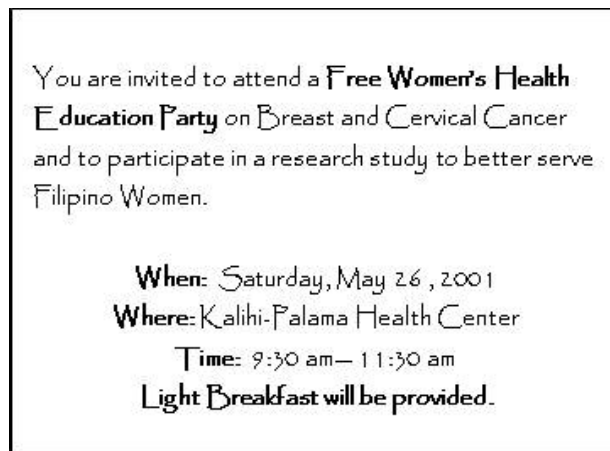 You are invited to attend a Free Women's Health
Education Party on Breast and Cervical Cancer
and to participate in a research study to better serve
Filipino Women.
When: Saturday, May 26 , 2001
Where: Kalihi-Palama Health Center
Time: 9:30 am— 11:30 am
Light Breakfast will be provided.